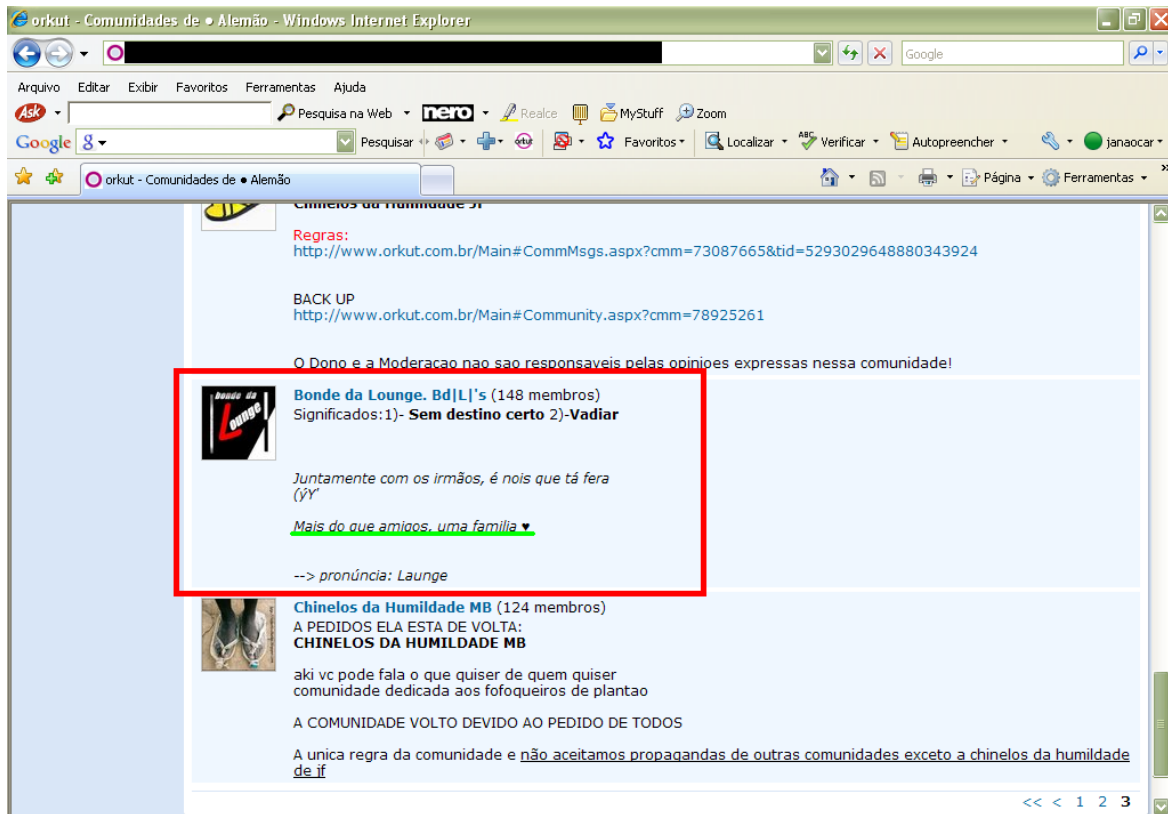 orkut - Comunidades de ● Alemão - Windows Internet Explorer
Google
Arquivo Editar Exibir Favoritos Ferramentas Ajuda
Ask Pesquisa na Web nero Realce MyStuff Zoom
Google Pesquisar Favoritos Localizar Verificar Autopreencher janaocar
orkut - Comunidades de ● Alemão Página Ferramentas
Chinelos da Humildade JF
Regras:
http://www.orkut.com.br/Main#CommMsgs.aspx?cmm=73087665&tid=5293029648880343924
BACK UP
http://www.orkut.com.br/Main#Community.aspx?cmm=78925261
O Dono e a Moderacao nao sao responsaveis pelas opinioes expressas nessa comunidade!
bonde da
Lounge
Bonde da Lounge. Bd|L|'s (148 membros)
Significados:1)- Sem destino certo 2)-Vadiar
Juntamente com os irmãos, é nois que tá fera
(ýY'
Mais do que amigos, uma familia ♥
--> pronúncia: Launge
Chinelos da Humildade MB (124 membros)
A PEDIDOS ELA ESTA DE VOLTA:
CHINELOS DA HUMILDADE MB
aki vc pode fala o que quiser de quem quiser
comunidade dedicada aos fofoqueiros de plantao
A COMUNIDADE VOLTO DEVIDO AO PEDIDO DE TODOS
A unica regra da comunidade e não aceitamos propagandas de outras comunidades exceto a chinelos da humildade
de jf
<< < 1 2 3